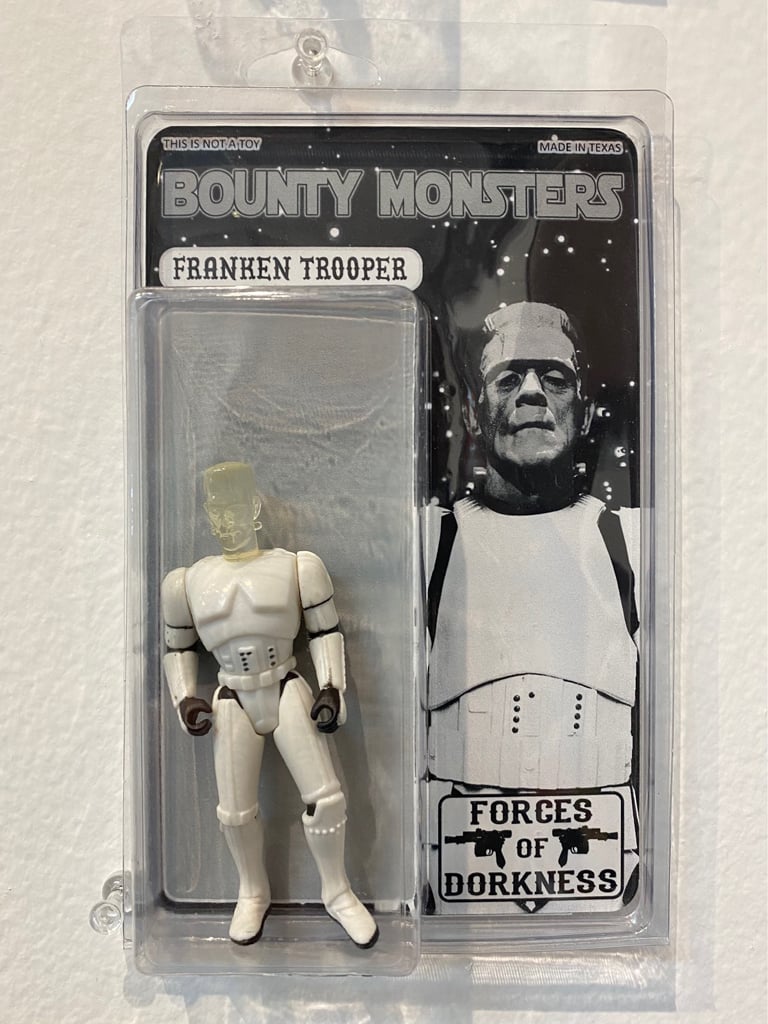 THIS IS NOT A TOY
MADE IN TEXAS
BOUNTY MONSTERS
FRANKEN TROOPER
FORCES
OF
DORKNESS